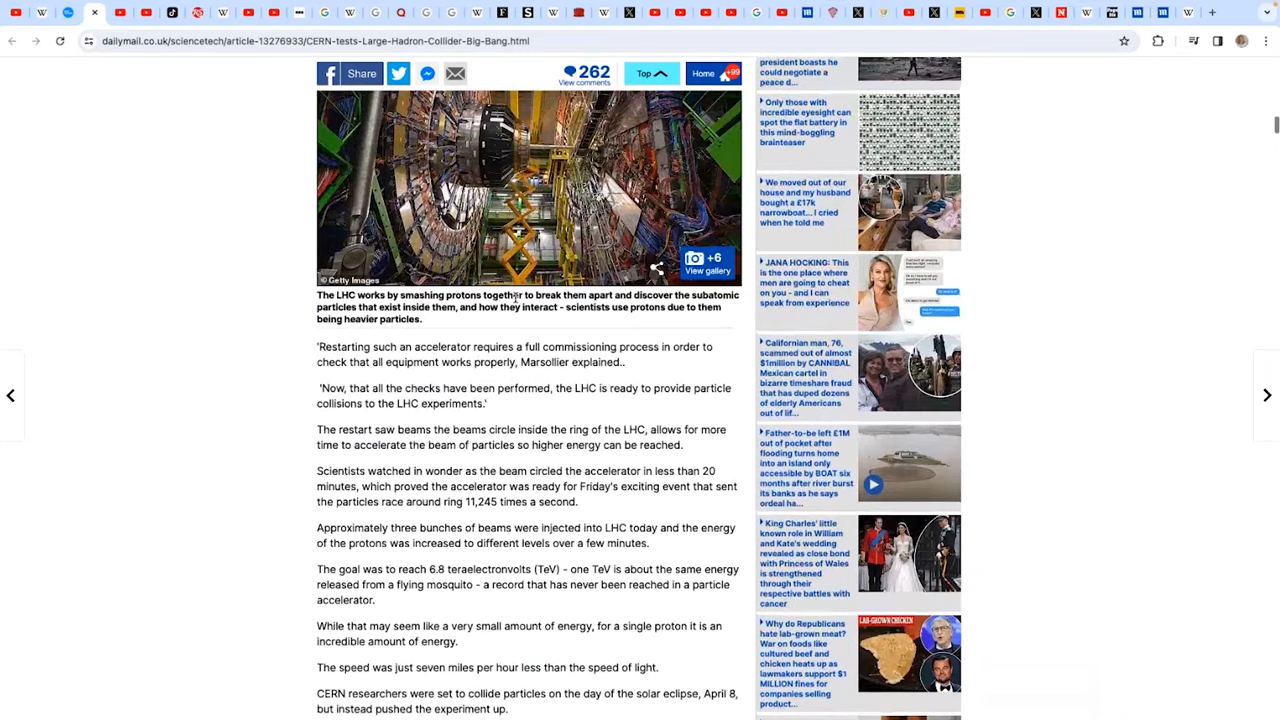 dailymail.co.uk/sciencetech/article-13276933/CERN-tests-Large-Hadron-Collider-Big-Bang.html
Share
262
View comments
Top
Home
+99
© Getty Images
+6
View gallery
The LHC works by smashing protons together to break them apart and discover the subatomic
particles that exist inside them, and how they interact - scientists use protons due to them
being heavier particles.
'Restarting such an accelerator requires a full commissioning process in order to
check that all equipment works properly, Marsollier explained..
'Now, that all the checks have been performed, the LHC is ready to provide particle
collisions to the LHC experiments.'
The restart saw beams the beams circle inside the ring of the LHC, allows for more
time to accelerate the beam of particles so higher energy can be reached.
Scientists watched in wonder as the beam circled the accelerator in less than 20
minutes, which proved the accelerator was ready for Friday's exciting event that sent
the particles race around ring 11,245 times a second.
Approximately three bunches of beams were injected into LHC today and the energy
of the protons was increased to different levels over a few minutes.
The goal was to reach 6.8 teraelectronvolts (TeV) - one TeV is about the same energy
released from a flying mosquito - a record that has never been reached in a particle
accelerator.
While that may seem like a very small amount of energy, for a single proton it is an
incredible amount of energy.
The speed was just seven miles per hour less than the speed of light.
CERN researchers were set to collide particles on the day of the solar eclipse, April 8,
but instead pushed the experiment up.
president boasts he
could negotiate a
peace d...
Only those with
incredible eyesight can
spot the flat battery in
this mind-boggling
brainteaser
We moved out of our
house and my husband
bought a £17k
narrowboat... I cried
when he told me
JANA HOCKING: This
is the one place where
men are going to cheat
on you - and I can
speak from experience
Californian man, 76,
scammed out of almost
$1million by CANNIBAL
Mexican cartel in
bizarre timeshare fraud
that has duped dozens
of elderly Americans
out of lif...
Father-to-be left £1M
out of pocket after
flooding turns home
into an island only
accessible by BOAT six
months after river burst
its banks as he says
ordeal ha...
King Charles' little
known role in William
and Kate's wedding
revealed as close bond
with Princess of Wales
is strengthened
through their
respective battles with
cancer
Why do Republicans
hate lab-grown meat?
War on foods like
cultured beef and
chicken heats up as
lawmakers support $1
MILLION fines for
companies selling
product...
LAB-GROWN CHICKEN